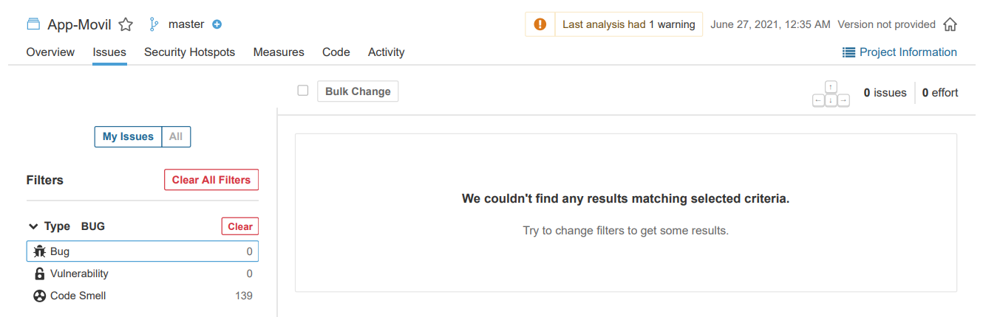 App-Movil master Last analysis had 1 warning June 27, 2021, 12:35 AM Version not provided
Overview Issues Security Hotspots Measures Code Activity Project Information
Bulk Change ↑ ← ↓ → 0 issues 0 effort
My Issues All
Filters Clear All Filters
Type BUG Clear
Bug 0
Vulnerability 0
Code Smell 139
We couldn't find any results matching selected criteria.
Try to change filters to get some results.